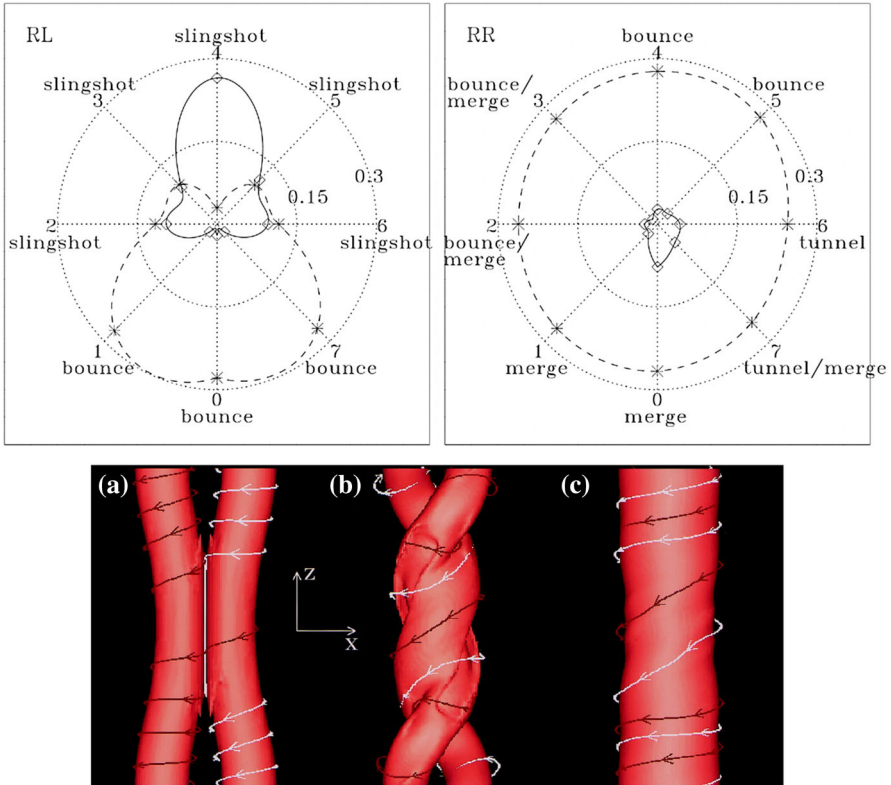 RL
slingshot
4
slingshot
3
slingshot
5
0.3
0.15
2
slingshot
6
slingshot
1
bounce
7
bounce
0
bounce
RR
bounce
4
bounce/
merge
3
bounce
5
0.3
0.15
2
bounce/
merge
6
tunnel
1
merge
7
tunnel/merge
0
merge
(a)
(b)
(c)
z
x